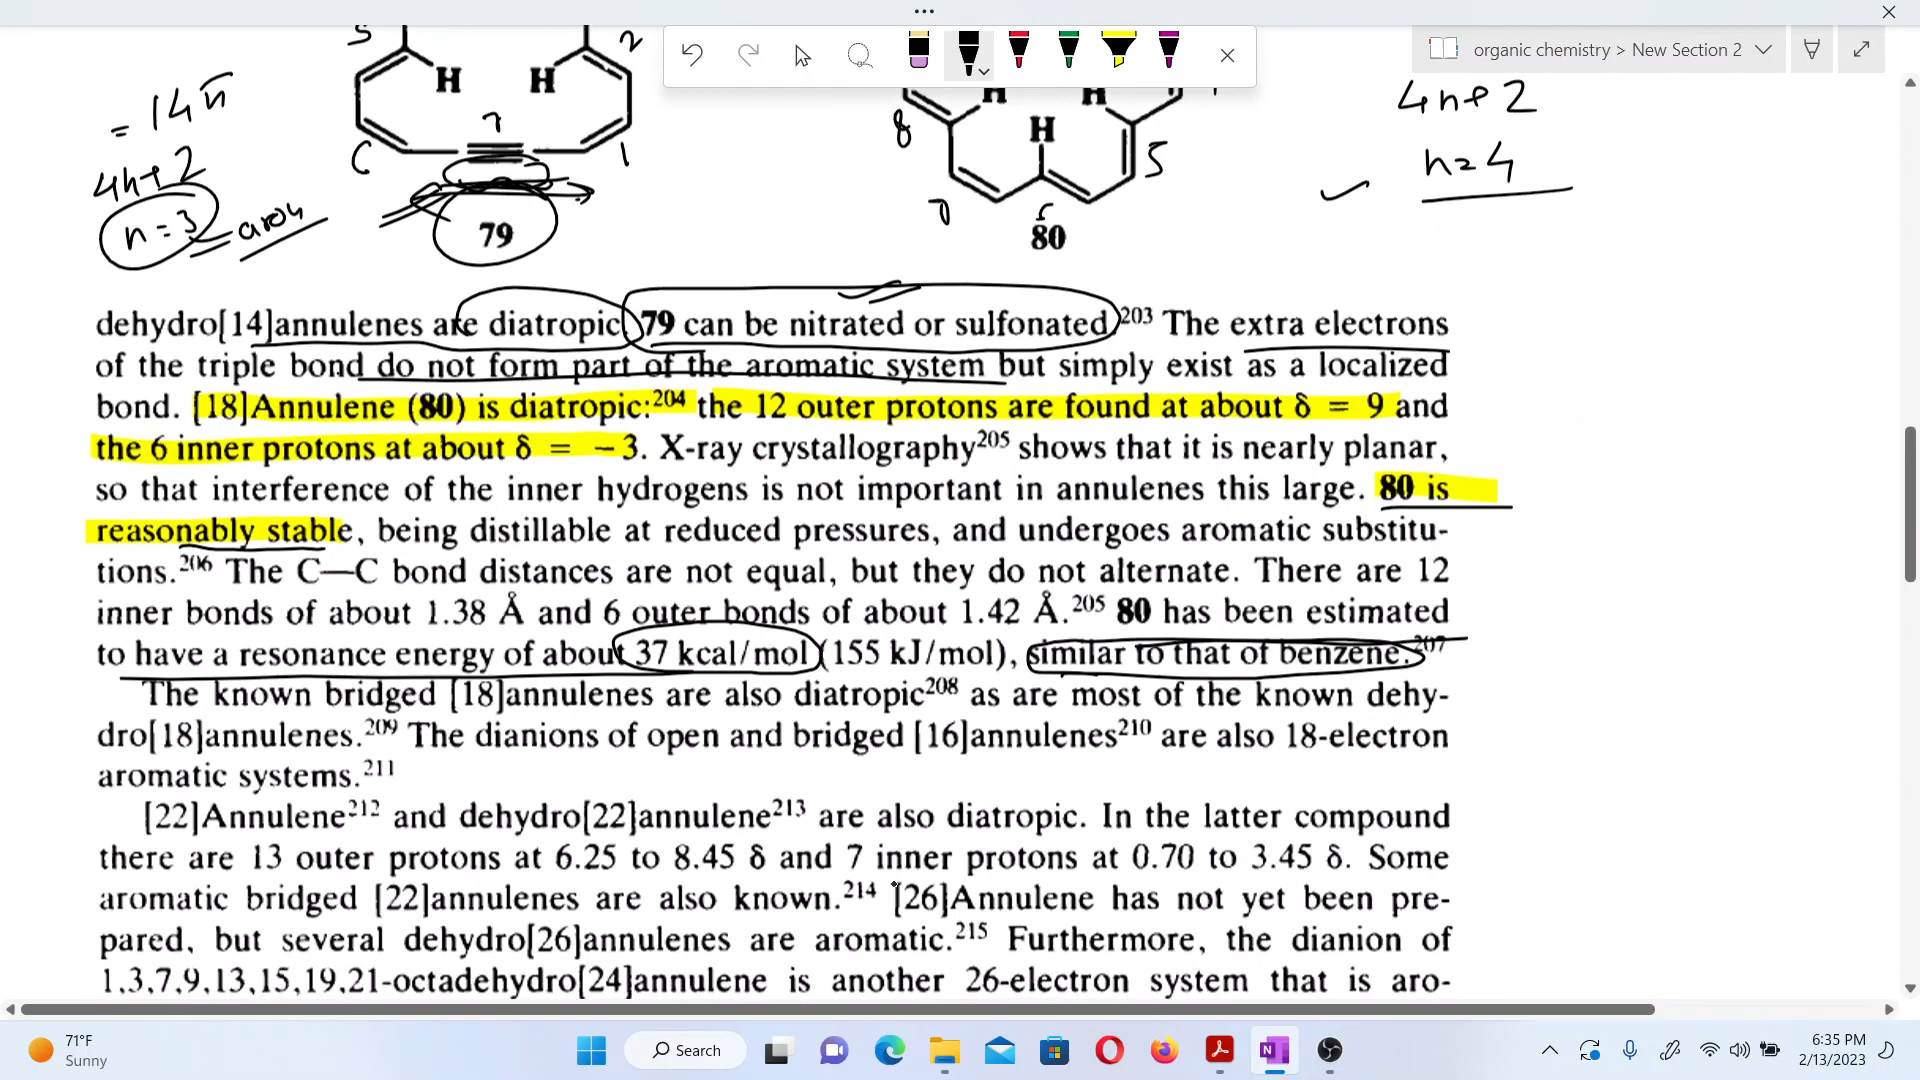 organic chemistry > New Section 2
5
2
H
H
= 14π
7
4n+2
6
1
n = 3
arom
79
8
H
H
H
5
7
6
80
4n+2
n=4
dehydro[14]annulenes are diatropic. 79 can be nitrated or sulfonated.203 The extra electrons
of the triple bond do not form part of the aromatic system but simply exist as a localized
bond. [18]Annulene (80) is diatropic:204 the 12 outer protons are found at about δ = 9 and
the 6 inner protons at about δ = −3. X-ray crystallography205 shows that it is nearly planar,
so that interference of the inner hydrogens is not important in annulenes this large. 80 is
reasonably stable, being distillable at reduced pressures, and undergoes aromatic substitu-
tions.206 The C—C bond distances are not equal, but they do not alternate. There are 12
inner bonds of about 1.38 Å and 6 outer bonds of about 1.42 Å.205 80 has been estimated
to have a resonance energy of about 37 kcal/mol (155 kJ/mol), similar to that of benzene.207
The known bridged [18]annulenes are also diatropic208 as are most of the known dehy-
dro[18]annulenes.209 The dianions of open and bridged [16]annulenes210 are also 18-electron
aromatic systems.211
[22]Annulene212 and dehydro[22]annulene213 are also diatropic. In the latter compound
there are 13 outer protons at 6.25 to 8.45 δ and 7 inner protons at 0.70 to 3.45 δ. Some
aromatic bridged [22]annulenes are also known.214 [26]Annulene has not yet been pre-
pared, but several dehydro[26]annulenes are aromatic.215 Furthermore, the dianion of
1,3,7,9,13,15,19,21-octadehydro[24]annulene is another 26-electron system that is aro-
71°F
Sunny
Search
6:35 PM
2/13/2023